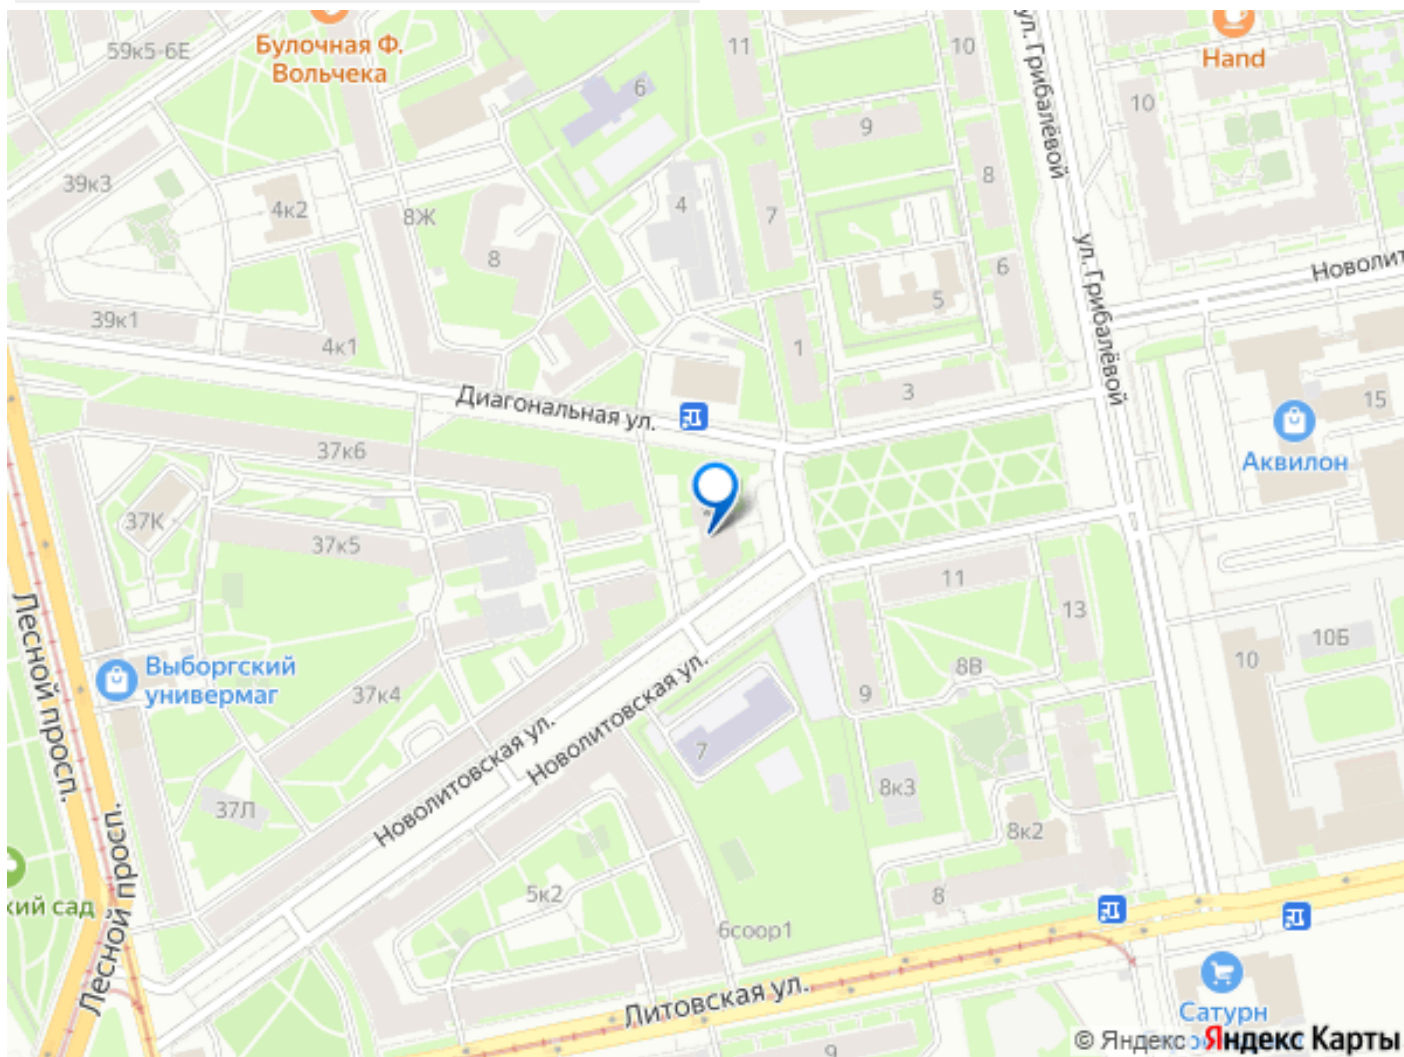 59к5-6Е
Булочная Ф.
Вольчека
11
10
Hand
ул. Грибалёвой
6
9
10
39к3
4к2
8Ж
4
7
8
8
ул. Грибалёвой
6
Новолит
5
39к1
4к1
1
3
15
Диагональная ул.
Аквилон
37к6
37К
37к5
11
13
Лесной просп.
10
10Б
Выборгский
универмаг
37к4
8В
9
Новолитовская ул.
Новолитовская ул.
7
37Л
8к3
8к2
Лесной просп.
кий сад
5к2
8
6соор1
Литовская ул.
Сатурн
9
© Яндекс
Яндекс Карты